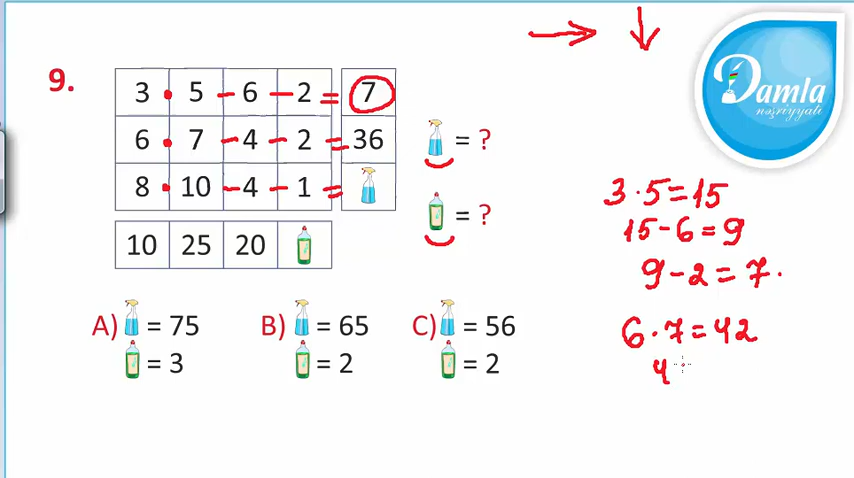 9.
3 · 5 - 6 - 2 = 7
6 · 7 - 4 - 2 = 36
8 · 10 - 4 - 1 =
10 25 20
= ?
= ?
A) = 75
= 3
B) = 65
= 2
C) = 56
= 2
Damla
nəşriyyatı
3 · 5 = 15
15 - 6 = 9
9 - 2 = 7 ·
6 · 7 = 42
4